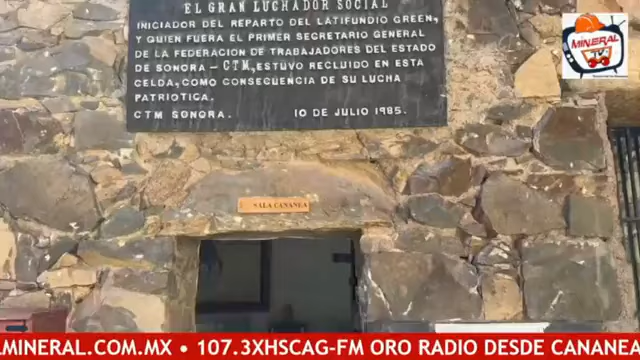 EL GRAN LUCHADOR SOCIAL
INICIADOR DEL REPARTO DEL LATIFUNDIO GREEN,
Y QUIEN FUERA EL PRIMER SECRETARIO GENERAL
DE LA FEDERACION DE TRABAJADORES DEL ESTADO
DE SONORA - CTM, ESTUVO RECLUIDO EN ESTA
CELDA, COMO CONSECUENCIA DE SU LUCHA
PATRIOTICA.
CTM SONORA. 10 DE JULIO 1985.
MINERAL
TV
SALA CANANEA
MINERAL.COM.MX • 107.3XHSCAG-FM ORO RADIO DESDE CANANEA